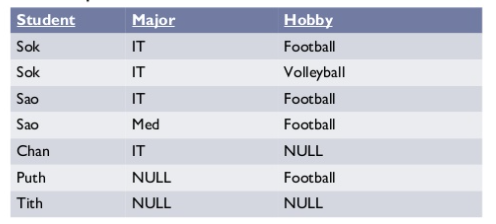 Student Major Hobby
Sok IT Football
Sok IT Volleyball
Sao IT Football
Sao Med Football
Chan IT NULL
Puth NULL Football
Tith NULL NULL